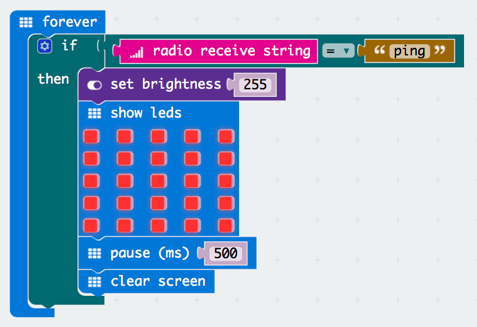 forever
if radio receive string = ▾ “ ping ”
then set brightness 255
show leds
pause (ms) 500
clear screen